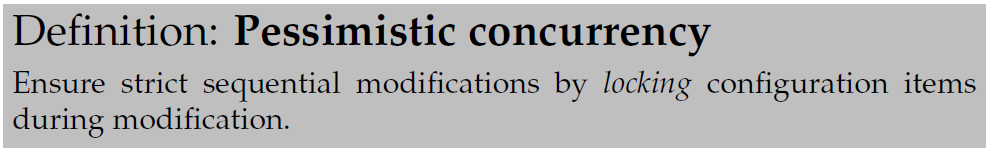 Definition: Pessimistic concurrency
Ensure strict sequential modifications by locking configuration items
during modification.